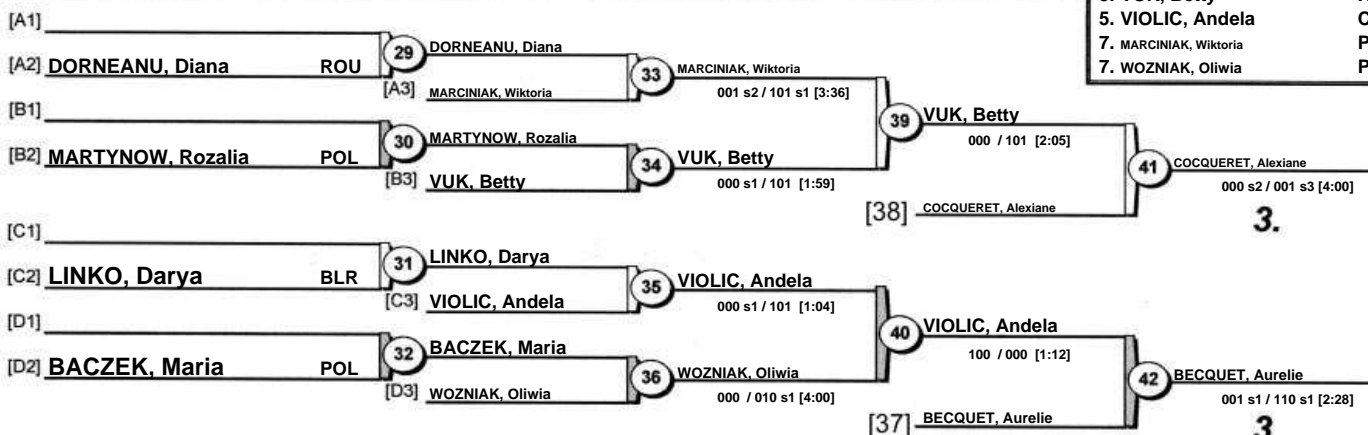 5. VIOLIC, Andela
7. MARCINIAK, Wiktoria
7. WOZNIAK, Oliwia
[A1]
[A2] DORNEANU, Diana ROU
29
DORNEANU, Diana
[A3] MARCINIAK, Wiktoria
33
MARCINIAK, Wiktoria
001 s2 / 101 s1 [3:36]
[B1]
[B2] MARTYNOW, Rozalia POL
30
MARTYNOW, Rozalia
[B3] VUK, Betty
34
VUK, Betty
000 s1 / 101 [1:59]
39
VUK, Betty
000 / 101 [2:05]
[38] COCQUERET, Alexiane
41
COCQUERET, Alexiane
000 s2 / 001 s3 [4:00]
3.
[C1]
[C2] LINKO, Darya BLR
31
LINKO, Darya
[C3] VIOLIC, Andela
35
VIOLIC, Andela
000 s1 / 101 [1:04]
[D1]
[D2] BACZEK, Maria POL
32
BACZEK, Maria
[D3] WOZNIAK, Oliwia
36
WOZNIAK, Oliwia
000 / 010 s1 [4:00]
40
VIOLIC, Andela
100 / 000 [1:12]
[37] BECQUET, Aurelie
42
BECQUET, Aurelie
001 s1 / 110 s1 [2:28]
3